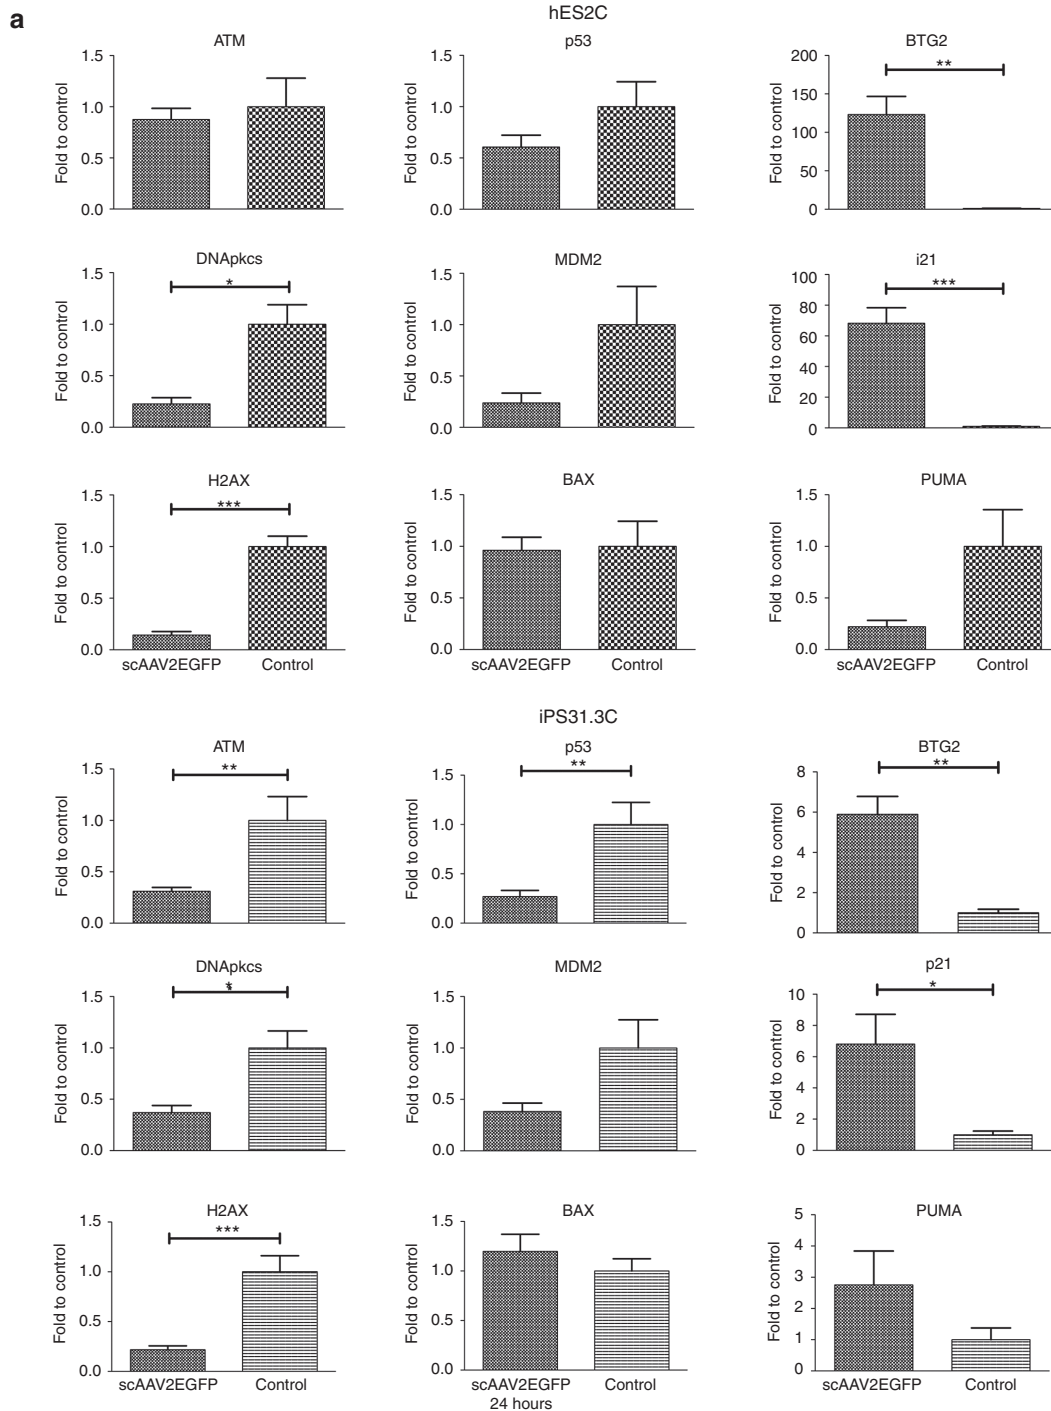 a
hES2C
ATM
p53
BTG2
Fold to control
1.5
1.0
0.5
0.0
Fold to control
1.5
1.0
0.5
0.0
Fold to control
200
150
100
50
0
**
DNApkcs
MDM2
i21
Fold to control
1.5
1.0
0.5
0.0
*
Fold to control
1.5
1.0
0.5
0.0
Fold to control
80
60
40
20
0
***
H2AX
BAX
PUMA
Fold to control
1.5
1.0
0.5
0.0
***
Fold to control
1.5
1.0
0.5
0.0
Fold to control
1.5
1.0
0.5
0.0
scAAV2EGFP Control
scAAV2EGFP Control
scAAV2EGFP Control
iPS31.3C
ATM
p53
BTG2
Fold to control
1.5
1.0
0.5
0.0
**
Fold to control
1.5
1.0
0.5
0.0
**
Fold to control
8
6
4
2
0
**
DNApkcs
MDM2
p21
Fold to control
1.5
1.0
0.5
0.0
*
Fold to control
1.5
1.0
0.5
0.0
Fold to control
10
8
6
4
2
0
*
H2AX
BAX
PUMA
Fold to control
1.5
1.0
0.5
0.0
***
Fold to control
1.5
1.0
0.5
0.0
Fold to control
5
4
3
2
1
0
scAAV2EGFP Control
scAAV2EGFP Control
24 hours
scAAV2EGFP Control